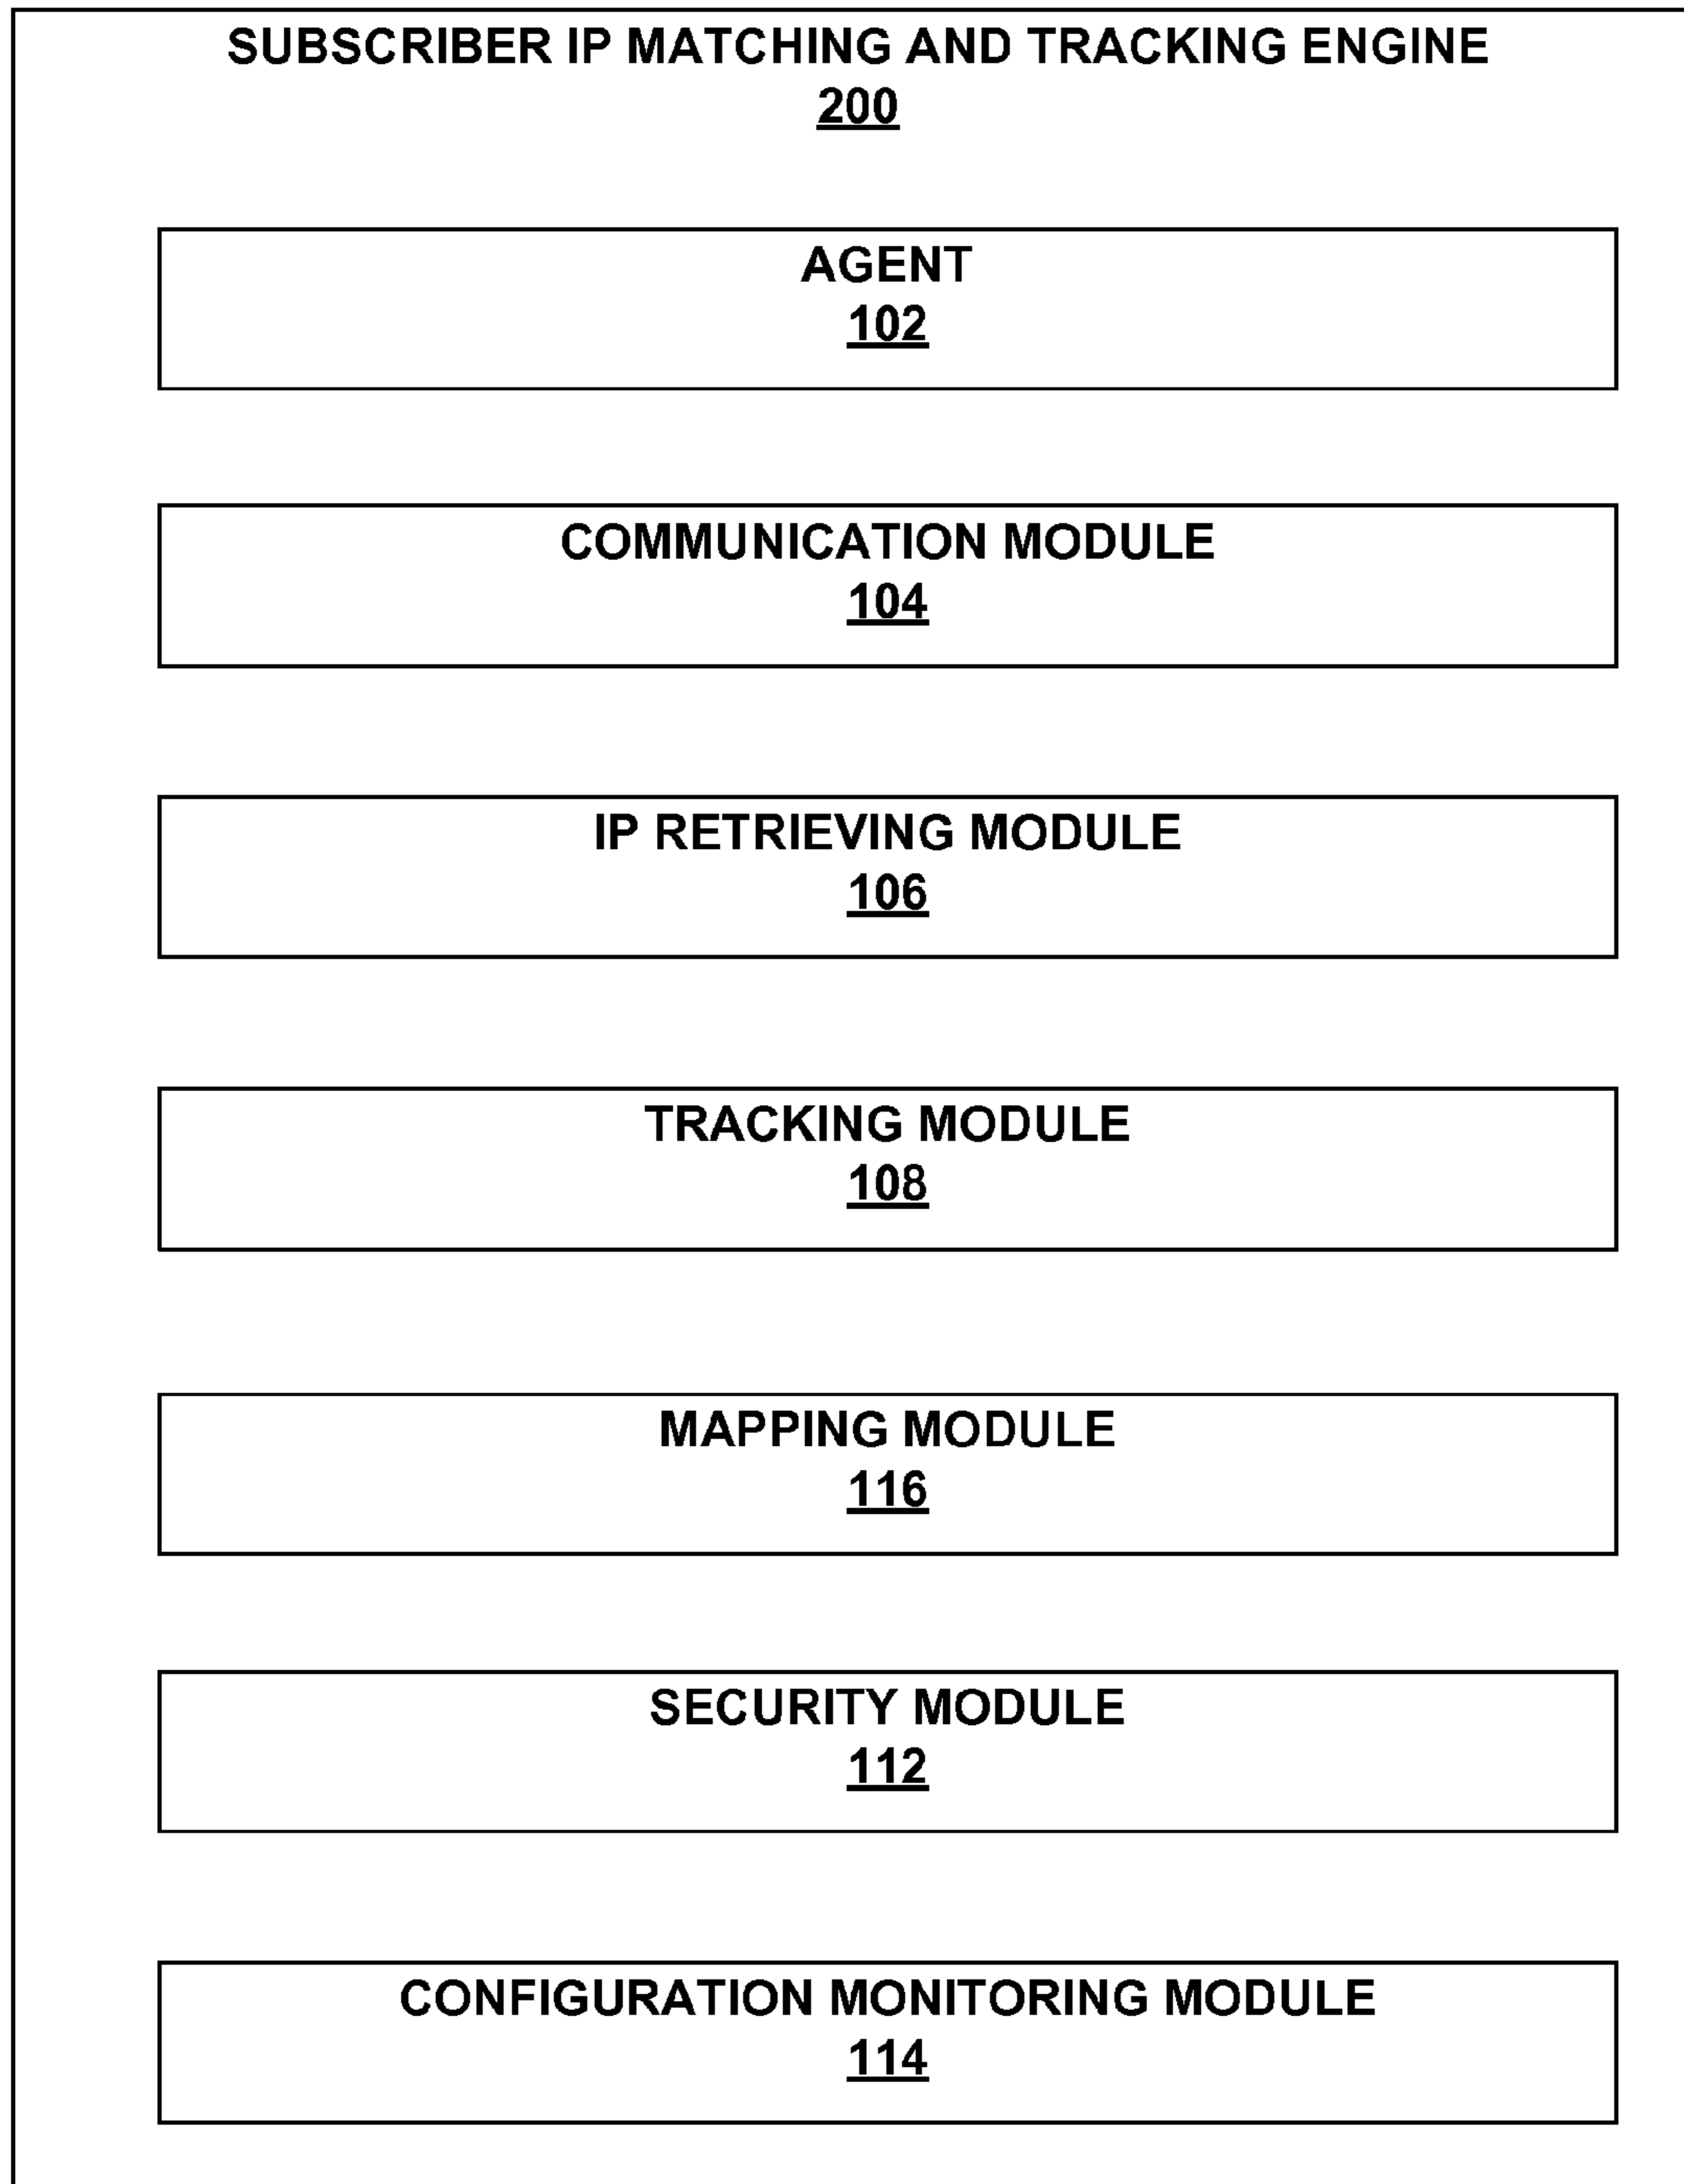 SUBSCRIBER IP MATCHING AND TRACKING ENGINE
200
AGENT
102
COMMUNICATION MODULE
104
IP RETRIEVING MODULE
106
TRACKING MODULE
108
MAPPING MODULE
116
SECURITY MODULE
112
CONFIGURATION MONITORING MODULE
114